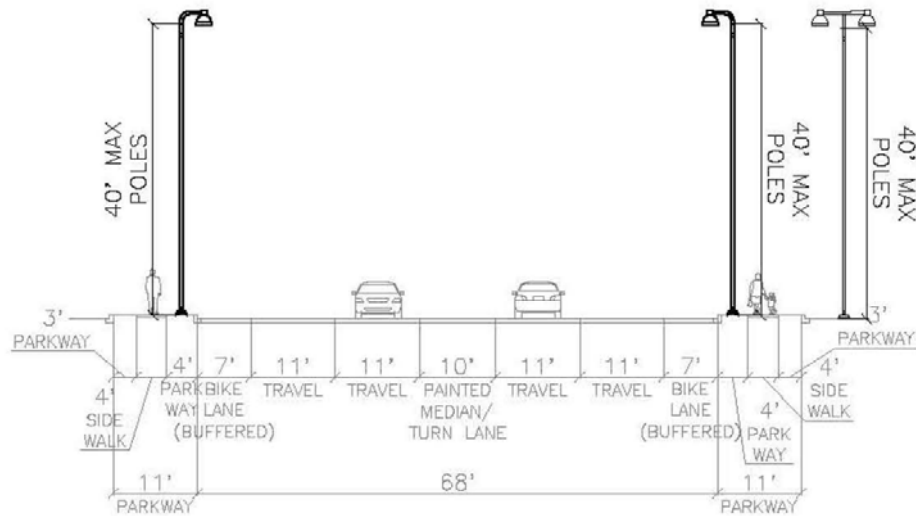 40' MAX
POLES
40' MAX
POLES
40' MAX
POLES
3'
PARKWAY
4'
SIDE
WALK
4'
PARK
WAY
7'
BIKE
LANE
(BUFFERED)
11'
TRAVEL
11'
TRAVEL
10'
PAINTED
MEDIAN/
TURN LANE
11'
TRAVEL
11'
TRAVEL
7'
BIKE
LANE
(BUFFERED)
4'
PARK
WAY
3'
PARKWAY
4'
SIDE
WALK
11'
PARKWAY
68'
11'
PARKWAY